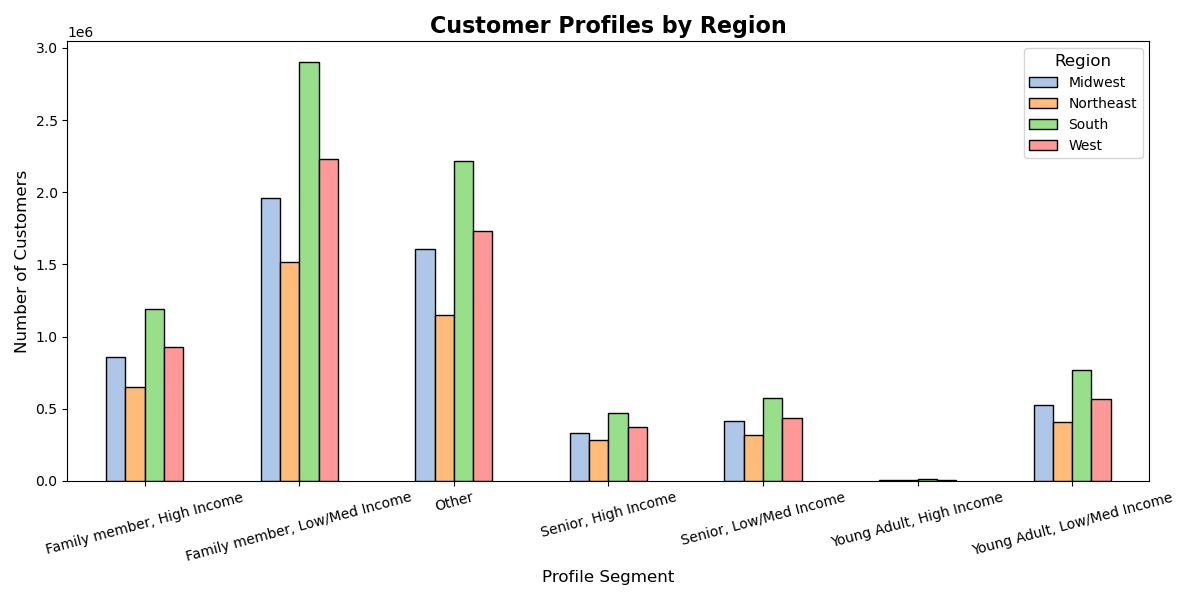 Customer Profiles by Region
1e6
3.0
2.5
2.0
1.5
1.0
0.5
0.0
Number of Customers
Region
Midwest
Northeast
South
West
Family member, High Income
Family member, Low/Med Income
Other
Senior, High Income
Senior, Low/Med Income
Young Adult, High Income
Young Adult, Low/Med Income
Profile Segment